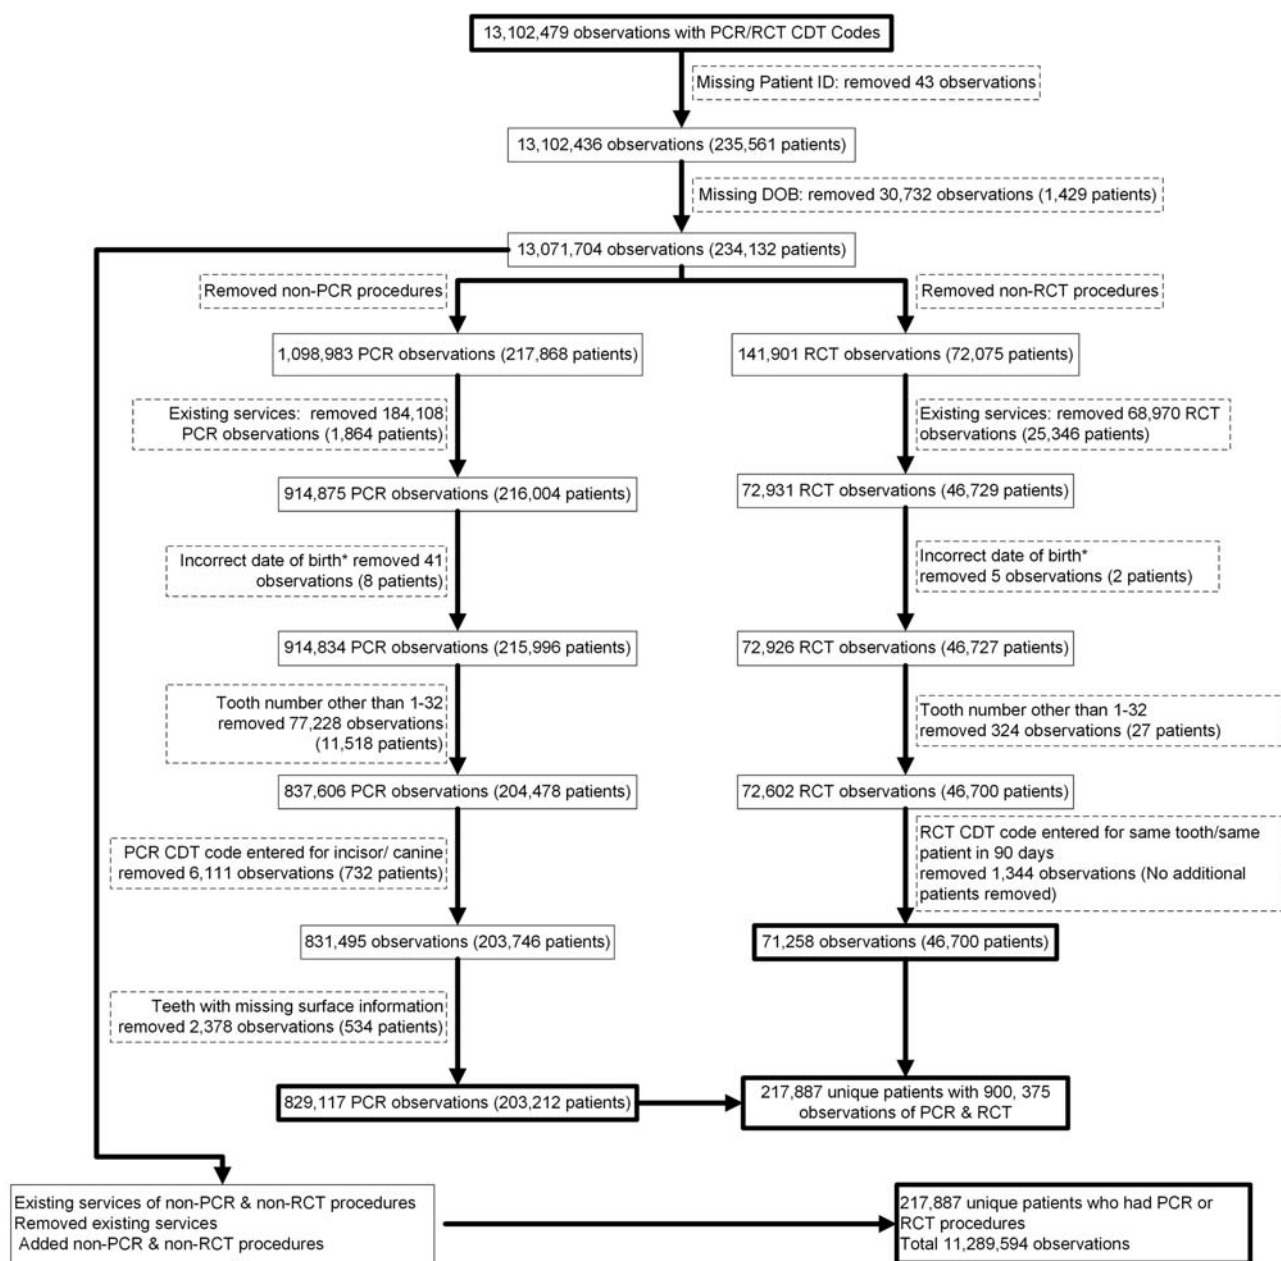 13,102,479 observations with PCR/RCT CDT Codes
Missing Patient ID: removed 43 observations
13,102,436 observations (235,561 patients)
Missing DOB: removed 30,732 observations (1,429 patients)
13,071,704 observations (234,132 patients)
Removed non-PCR procedures
Removed non-RCT procedures
1,098,983 PCR observations (217,868 patients)
141,901 RCT observations (72,075 patients)
Existing services: removed 184,108
PCR observations (1,864 patients)
Existing services: removed 68,970 RCT
observations (25,346 patients)
914,875 PCR observations (216,004 patients)
72,931 RCT observations (46,729 patients)
Incorrect date of birth* removed 41
observations (8 patients)
Incorrect date of birth*
removed 5 observations (2 patients)
914,834 PCR observations (215,996 patients)
72,926 RCT observations (46,727 patients)
Tooth number other than 1-32
removed 77,228 observations
(11,518 patients)
Tooth number other than 1-32
removed 324 observations (27 patients)
837,606 PCR observations (204,478 patients)
72,602 RCT observations (46,700 patients)
PCR CDT code entered for incisor/ canine
removed 6,111 observations (732 patients)
RCT CDT code entered for same tooth/same
patient in 90 days
removed 1,344 observations (No additional
patients removed)
831,495 observations (203,746 patients)
71,258 observations (46,700 patients)
Teeth with missing surface information
removed 2,378 observations (534 patients)
829,117 PCR observations (203,212 patients)
217,887 unique patients with 900, 375
observations of PCR & RCT
Existing services of non-PCR & non-RCT procedures
Removed existing services
Added non-PCR & non-RCT procedures
217,887 unique patients who had PCR or
RCT procedures
Total 11,289,594 observations